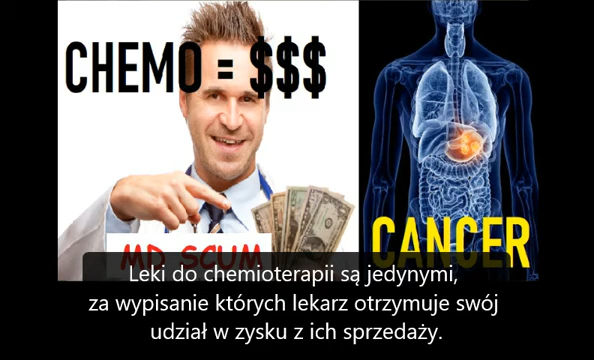 CHEMO = $$$
MD SCUM
CANCER
Leki do chemioterapii są jedynymi,
za wypisanie których lekarz otrzymuje swój
udział w zysku z ich sprzedaży.